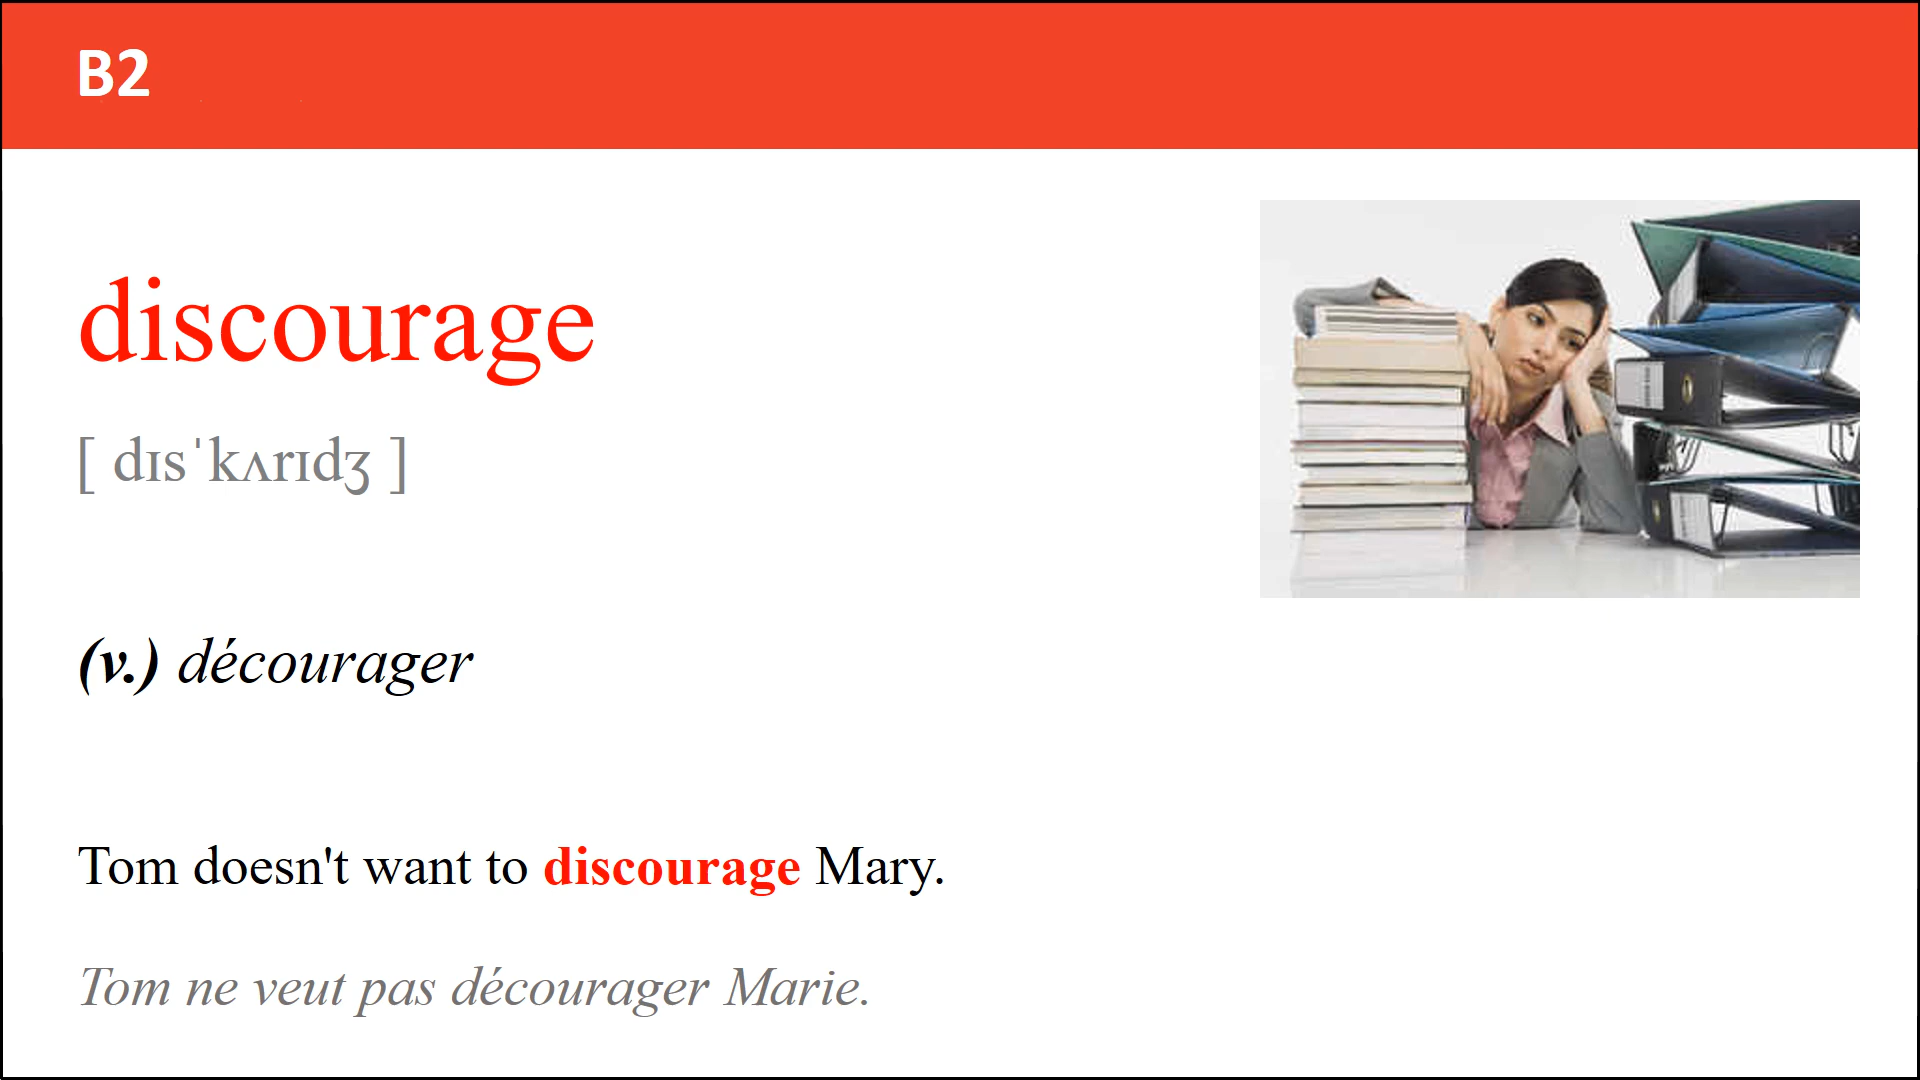 B2
discourage
[ dɪsˈkʌrɪdʒ ]
(v.) décourager
Tom doesn't want to discourage Mary.
Tom ne veut pas décourager Marie.